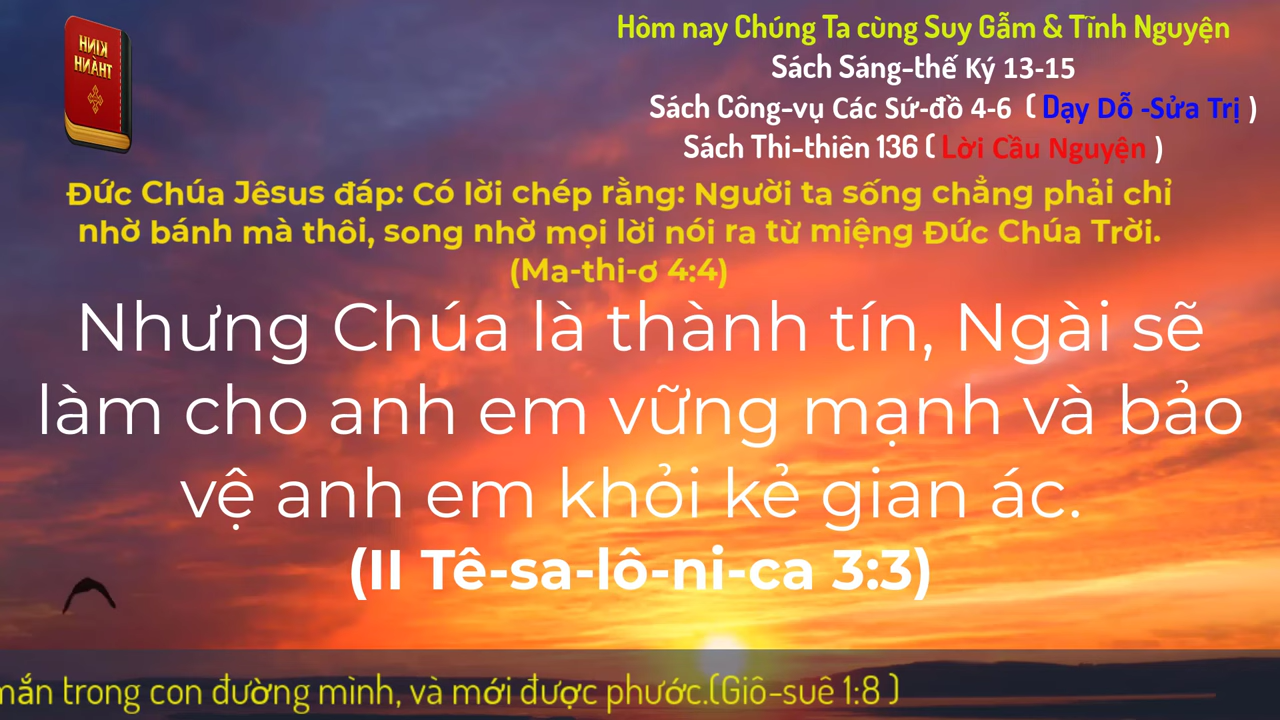 KINH
THÁNH
Hôm nay Chúng Ta cùng Suy Gẫm & Tĩnh Nguyện
Sách Sáng-thế Ký 13-15
Sách Công-vụ Các Sứ-đồ 4-6 ( Dạy Dỗ -Sửa Trị )
Sách Thi-thiên 136 ( Lời Cầu Nguyện )
Đức Chúa Jêsus đáp: Có lời chép rằng: Người ta sống chẳng phải chỉ
nhờ bánh mà thôi, song nhờ mọi lời nói ra từ miệng Đức Chúa Trời.
(Ma-thi-ơ 4:4)
Nhưng Chúa là thành tín, Ngài sẽ
làm cho anh em vững mạnh và bảo
vệ anh em khỏi kẻ gian ác.
(II Tê-sa-lô-ni-ca 3:3)
trong con đường mình, và mới được phước.(Giô-suê 1:8 )